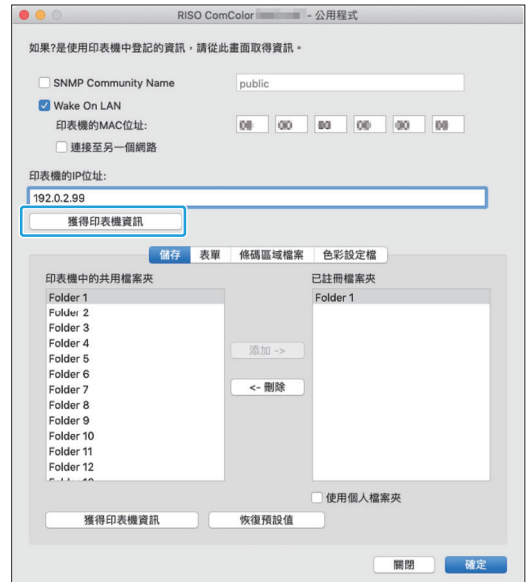 RISO ComColor - 公用程式
如果?是使用印表機中登記的資訊，請從此畫面取得資訊。
SNMP Community Name public
Wake On LAN
印表機的MAC位址:
連接至另一個網路
印表機的IP位址:
192.0.2.99
獲得印表機資訊
儲存 表單 條碼區域檔案 色彩設定檔
印表機中的共用檔案夾 已註冊檔案夾
Folder 1 Folder 1
Folder 2
Folder 3
Folder 4
添加 ->
Folder 5
Folder 6
Folder 7
<- 刪除
Folder 8
Folder 9
Folder 10
Folder 11
Folder 12
使用個人檔案夾
獲得印表機資訊 恢復預設值
關閉 確定